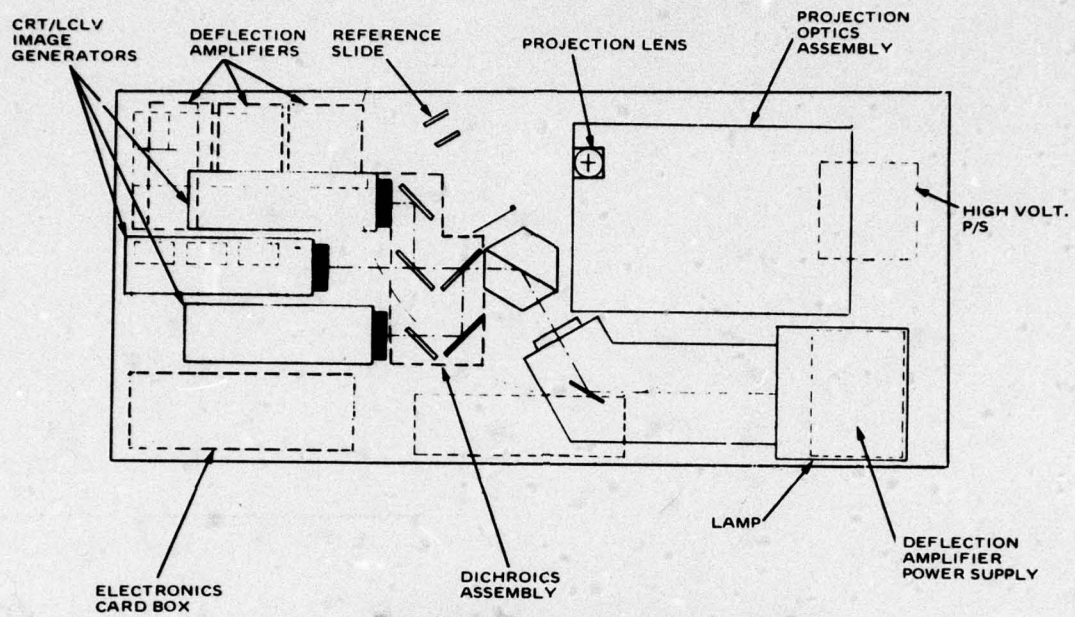 CRT/LCLV
IMAGE
GENERATORS
DEFLECTION
AMPLIFIERS
REFERENCE
SLIDE
PROJECTION LENS
PROJECTION
OPTICS
ASSEMBLY
HIGH VOLT.
P/S
LAMP
DEFLECTION
AMPLIFIER
POWER SUPPLY
DICHROICS
ASSEMBLY
ELECTRONICS
CARD BOX